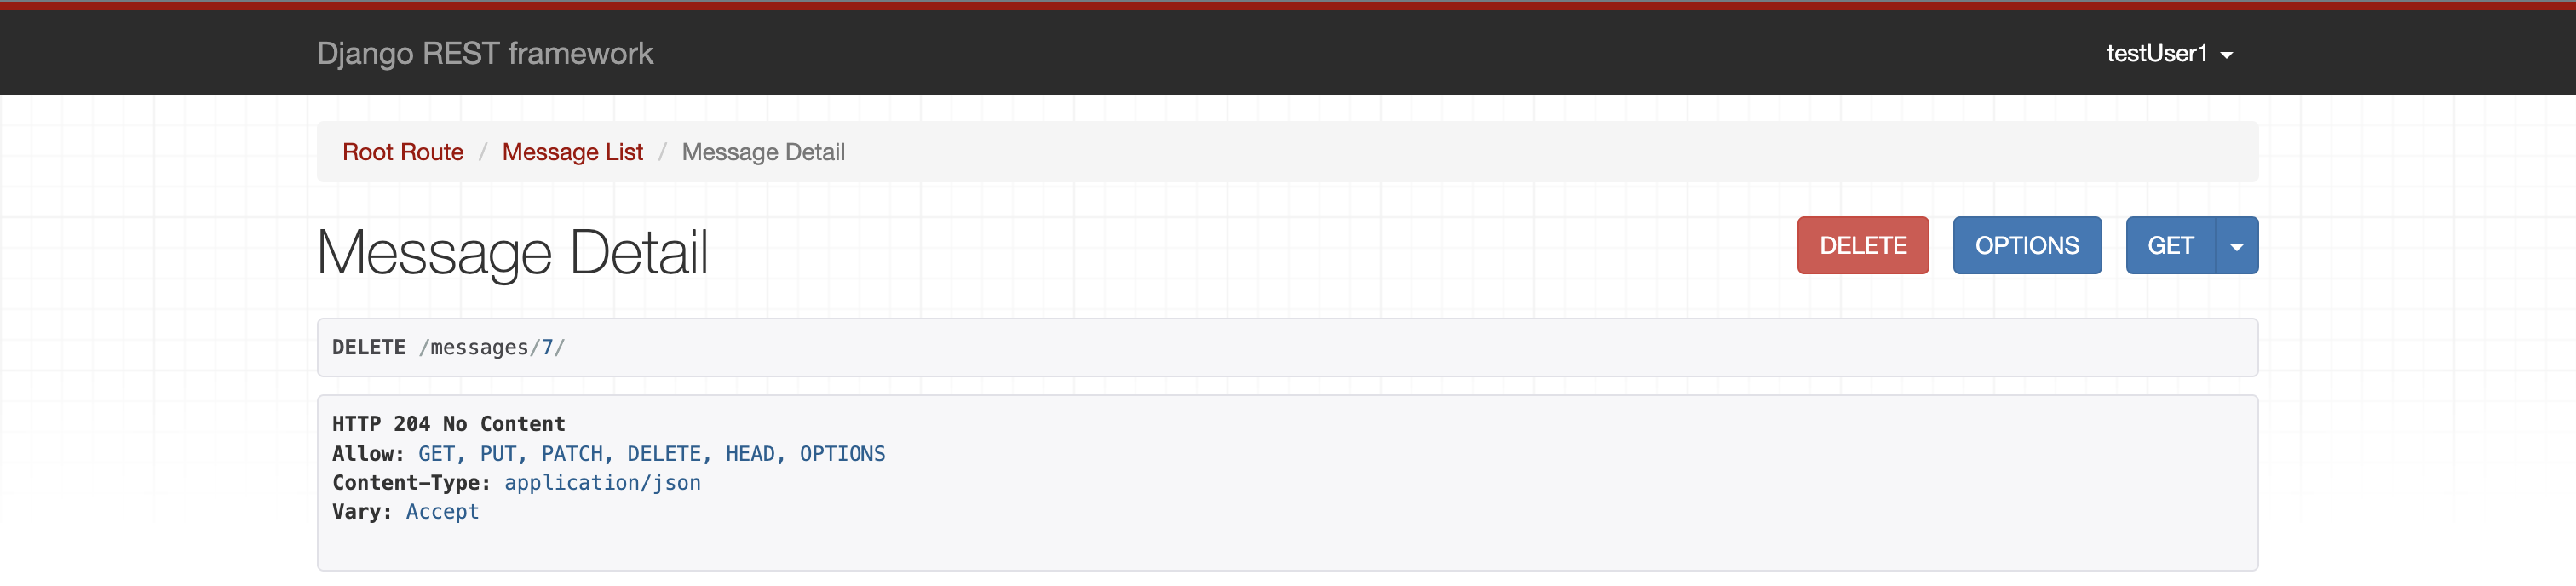 Django REST framework
testUser1
Root Route / Message List / Message Detail
Message Detail
DELETE OPTIONS GET
DELETE /messages/7/
HTTP 204 No Content
Allow: GET, PUT, PATCH, DELETE, HEAD, OPTIONS
Content-Type: application/json
Vary: Accept